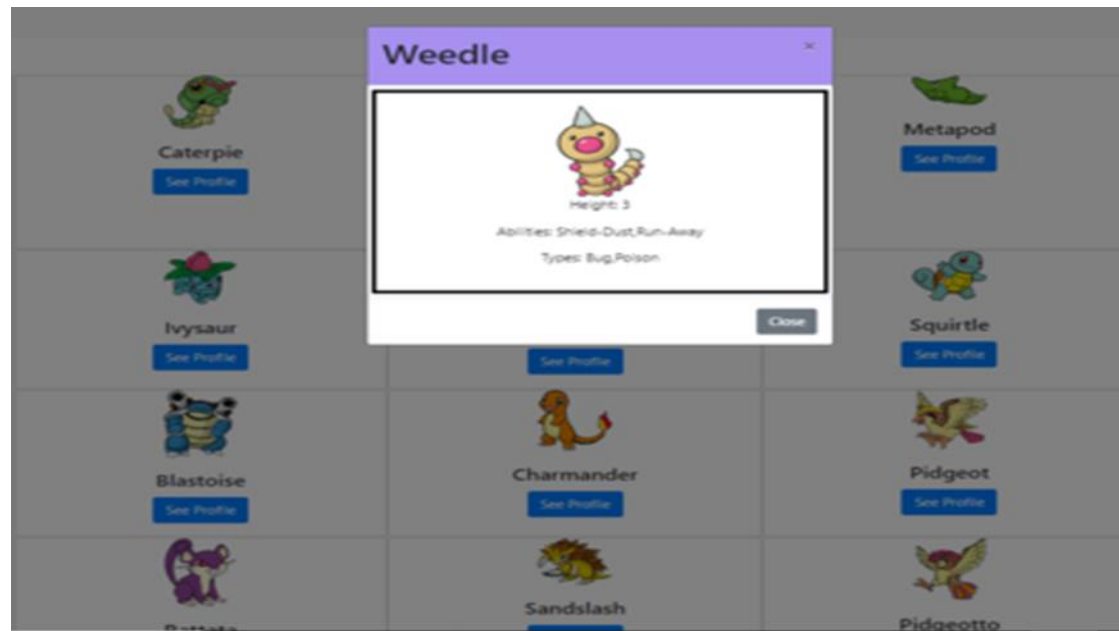 Weedle
×
Height: 3
Abilities: Shield-Dust,Run-Away
Types: Bug,Poison
Close
Caterpie
See Profile
Metapod
See Profile
Ivysaur
See Profile
See Profile
Squirtle
See Profile
Blastoise
See Profile
Charmander
See Profile
Pidgeot
See Profile
Rattata
Sandslash
Pidgeotto